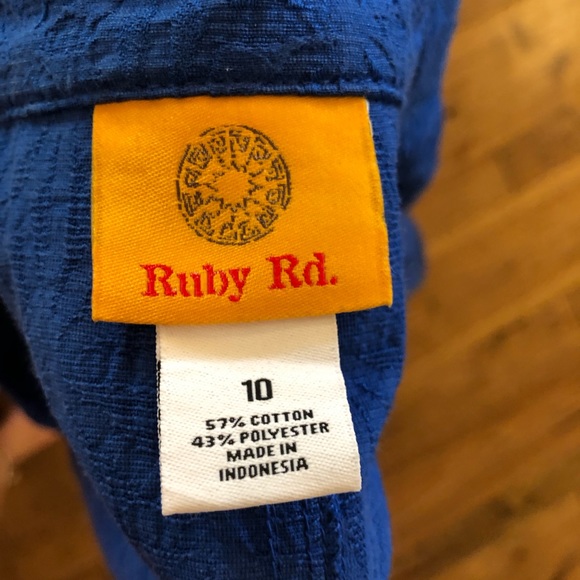 Ruby Rd.
10
57% COTTON
43% POLYESTER
MADE IN
INDONESIA